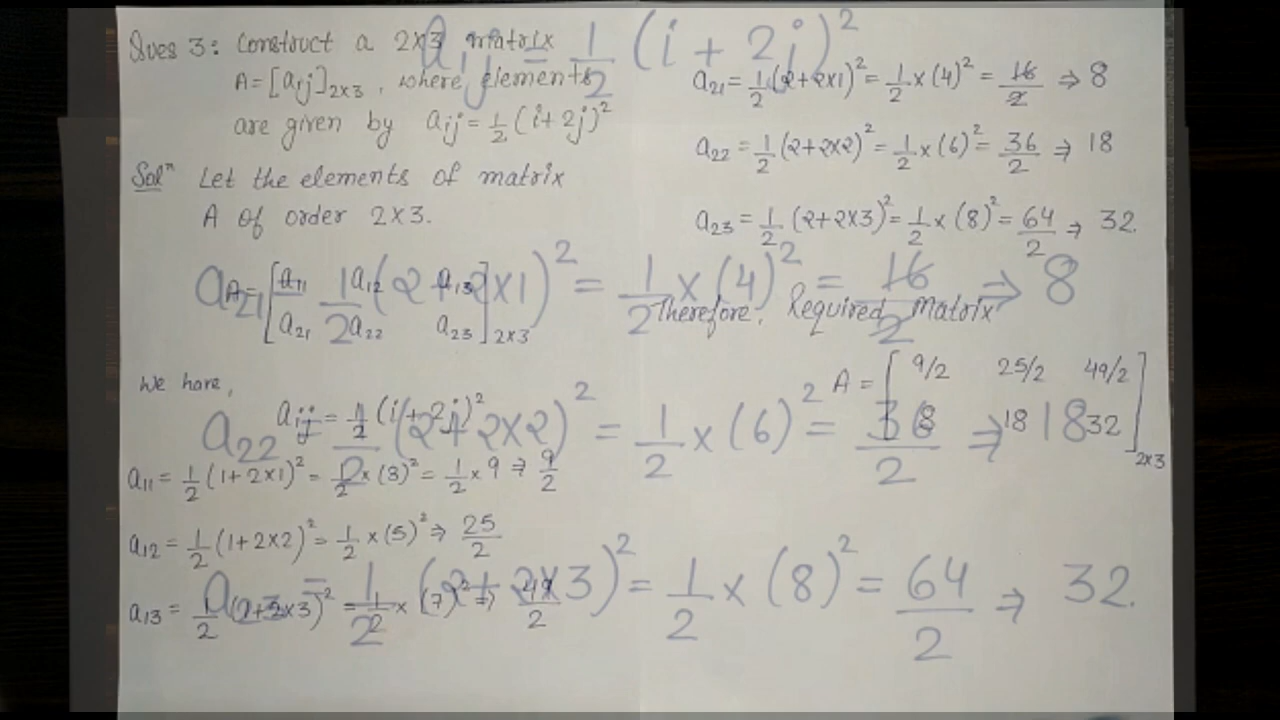 Ques 3: Construct a 2×3 matrix
A = [aij]2×3, where elements
are given by aij = 1/2 (i + 2j)²
Solⁿ Let the elements of matrix
A of order 2×3.
A = [a11 a12 a13
a21 a22 a23]2×3
We have,
aij = 1/2 (i + 2j)²
a11 = 1/2 (1+2×1)² = 1/2 × (3)² = 1/2 × 9 ⇒ 9/2
a12 = 1/2 (1+2×2)² = 1/2 × (5)² ⇒ 25/2
a13 = 1/2 (1+2×3)² = 1/2 × (7)² ⇒ 49/2
a21 = 1/2 (2+2×1)² = 1/2 × (4)² = 16/2 ⇒ 8
a22 = 1/2 (2+2×2)² = 1/2 × (6)² = 36/2 ⇒ 18
a23 = 1/2 (2+2×3)² = 1/2 × (8)² = 64/2 ⇒ 32.
Therefore, Required Matrix
A = [9/2 25/2 49/2
8 18 32]2×3
aij = 1/2 (i + 2j)²
a21 = 1/2 (2+2×1)² = 1/2 × (4)² = 16/2 ⇒ 8
a22 = 1/2 (2+2×2)² = 1/2 × (6)² = 36/2 ⇒ 18
a23 = 1/2 (2+2×3)² = 1/2 × (8)² = 64/2 ⇒ 32.